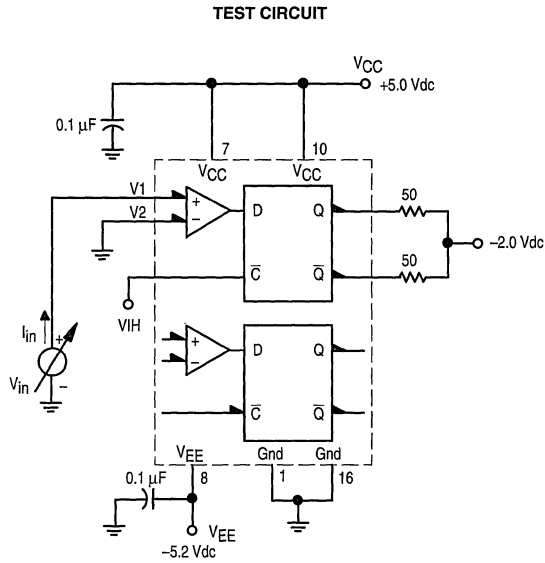 TEST CIRCUIT
VCC
+5.0 Vdc
0.1 μF
7
10
VCC
VCC
V1
V2
+
−
D
Q
C̅
Q̅
50
50
−2.0 Vdc
VIH
Iin
+
Vin
−
+
−
D
Q
C̅
Q̅
VEE
Gnd
Gnd
8
1
16
0.1 μF
VEE
−5.2 Vdc